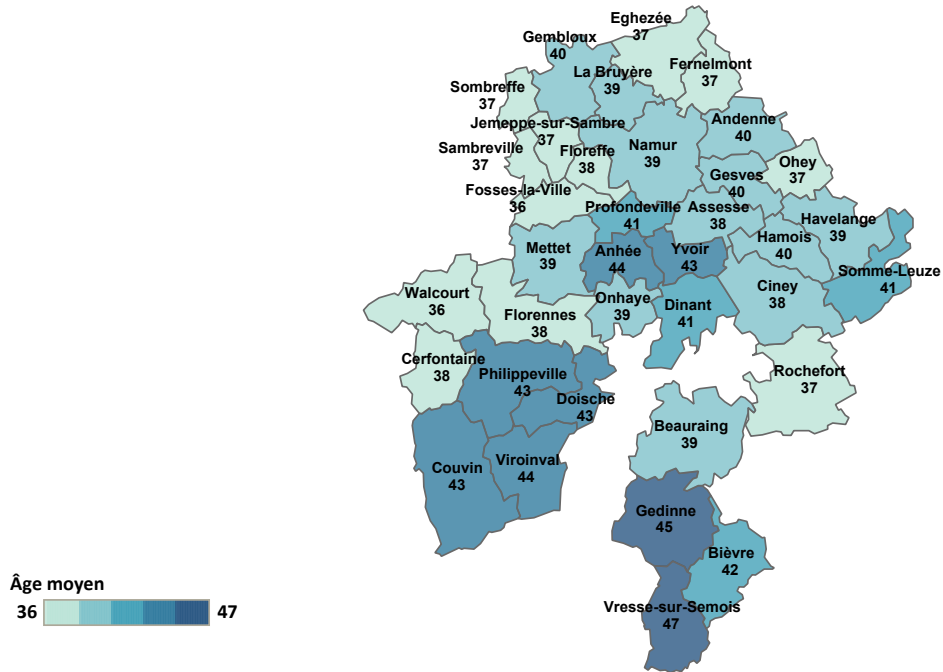 Eghezée
37
Gembloux
40
Fernelmont
37
La Bruyère
39
Sombreffe
37
Jemeppe-sur-Sambre
37
Andenne
40
Sambreville
37
Floreffe
38
Namur
39
Ohey
37
Gesves
40
Fosses-la-Ville
36
Profondeville
41
Assesse
38
Havelange
39
Hamois
40
Mettet
39
Anhée
44
Yvoir
43
Somme-Leuze
41
Ciney
38
Walcourt
36
Onhaye
39
Dinant
41
Florennes
38
Cerfontaine
38
Philippeville
43
Rochefort
37
Doische
43
Beauraing
39
Couvin
43
Viroinval
44
Gedinne
45
Bièvre
42
Vresse-sur-Semois
47
Âge moyen
36 47